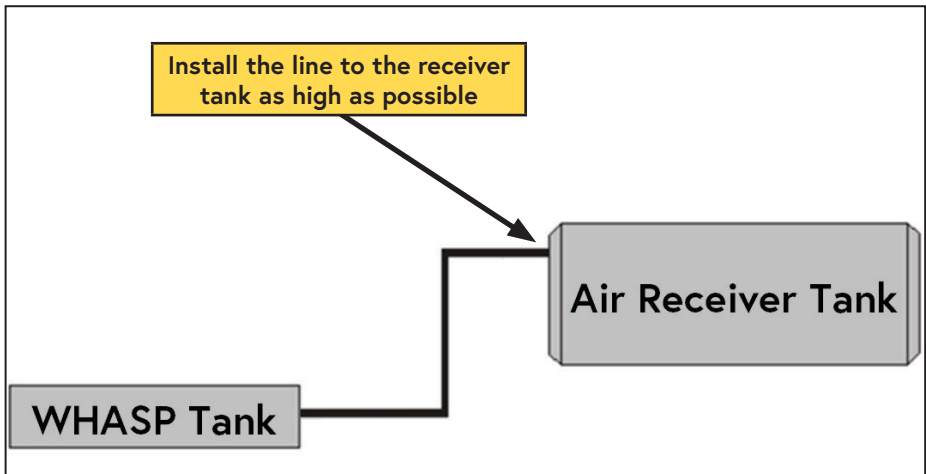 Install the line to the receiver
tank as high as possible
Air Receiver Tank
WHASP Tank